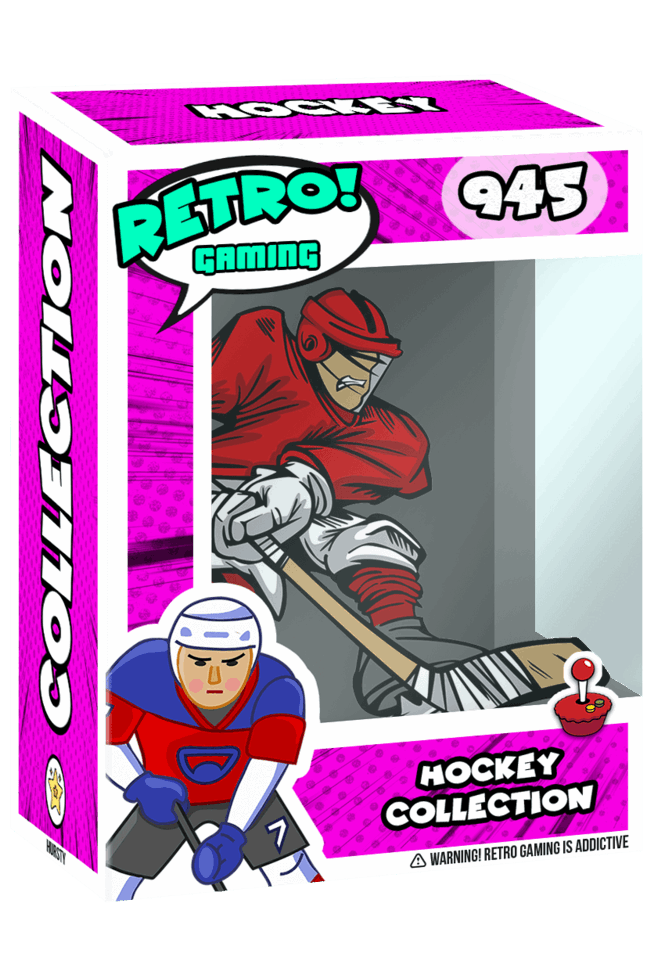 HOCKEY
RETRO!
GAMING
945
COLLECTION
HOCKEY
COLLECTION
⚠ WARNING! RETRO GAMING IS ADDICTIVE
HURSTY
7